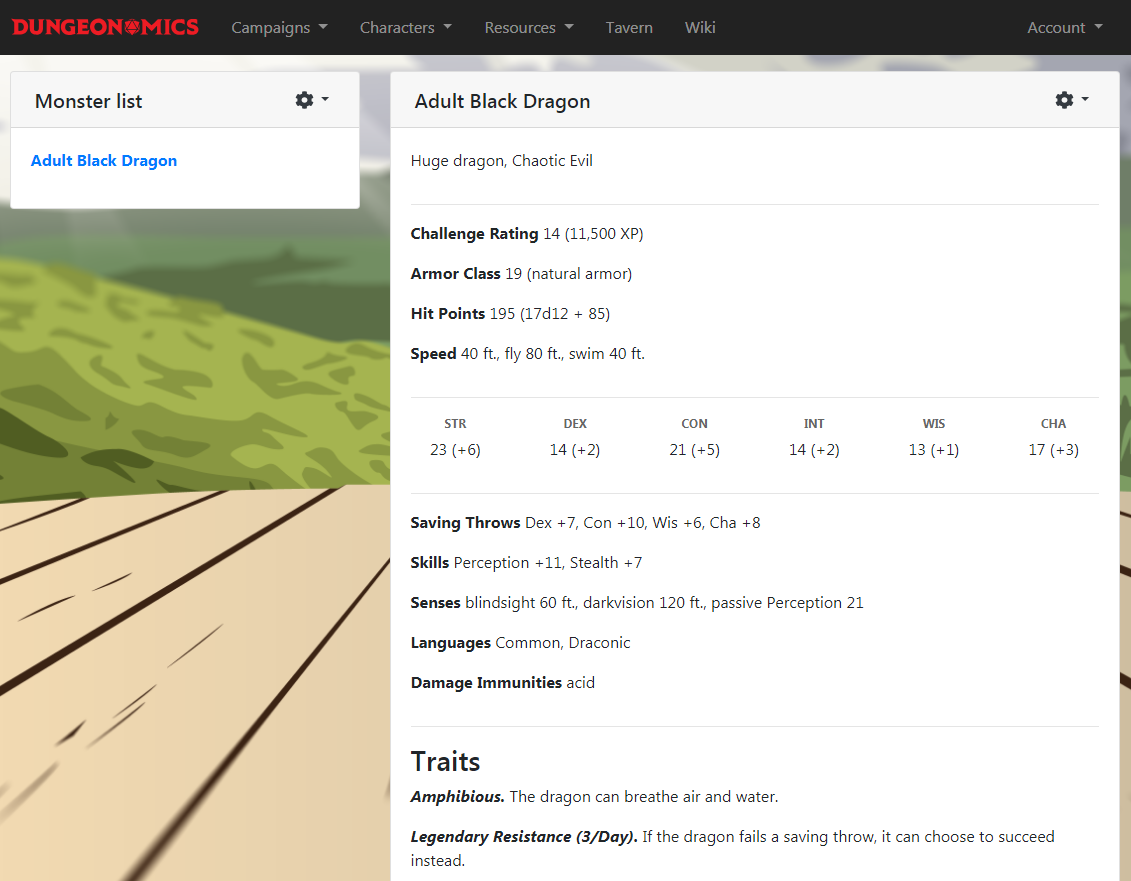 DUNGEONOMICS Campaigns Characters Resources Tavern Wiki Account
Monster list
Adult Black Dragon
Adult Black Dragon
Huge dragon, Chaotic Evil
Challenge Rating 14 (11,500 XP)
Armor Class 19 (natural armor)
Hit Points 195 (17d12 + 85)
Speed 40 ft., fly 80 ft., swim 40 ft.
STR DEX CON INT WIS CHA
23 (+6) 14 (+2) 21 (+5) 14 (+2) 13 (+1) 17 (+3)
Saving Throws Dex +7, Con +10, Wis +6, Cha +8
Skills Perception +11, Stealth +7
Senses blindsight 60 ft., darkvision 120 ft., passive Perception 21
Languages Common, Draconic
Damage Immunities acid
Traits
Amphibious. The dragon can breathe air and water.
Legendary Resistance (3/Day). If the dragon fails a saving throw, it can choose to succeed
instead.